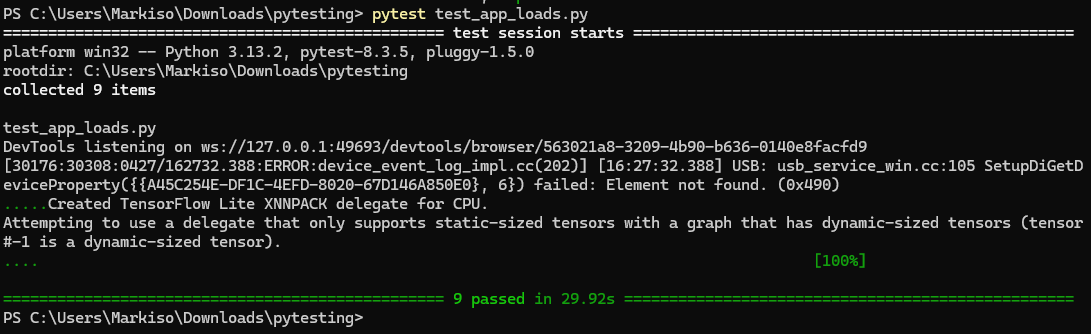 PS C:\Users\Markiso\Downloads\pytesting> pytest test_app_loads.py
================================================= test session starts =================================================
platform win32 -- Python 3.13.2, pytest-8.3.5, pluggy-1.5.0
rootdir: C:\Users\Markiso\Downloads\pytesting
collected 9 items

test_app_loads.py
DevTools listening on ws://127.0.0.1:49693/devtools/browser/563021a8-3209-4b90-b636-0140e8facfd9
[30176:30308:0427/162732.388:ERROR:device_event_log_impl.cc(202)] [16:27:32.388] USB: usb_service_win.cc:105 SetupDiGetD
eviceProperty({{A45C254E-DF1C-4EFD-8020-67D146A850E0}, 6}) failed: Element not found. (0x490)
.....Created TensorFlow Lite XNNPACK delegate for CPU.
Attempting to use a delegate that only supports static-sized tensors with a graph that has dynamic-sized tensors (tensor
#-1 is a dynamic-sized tensor).
.... [100%]

================================================= 9 passed in 29.92s ==================================================
PS C:\Users\Markiso\Downloads\pytesting>